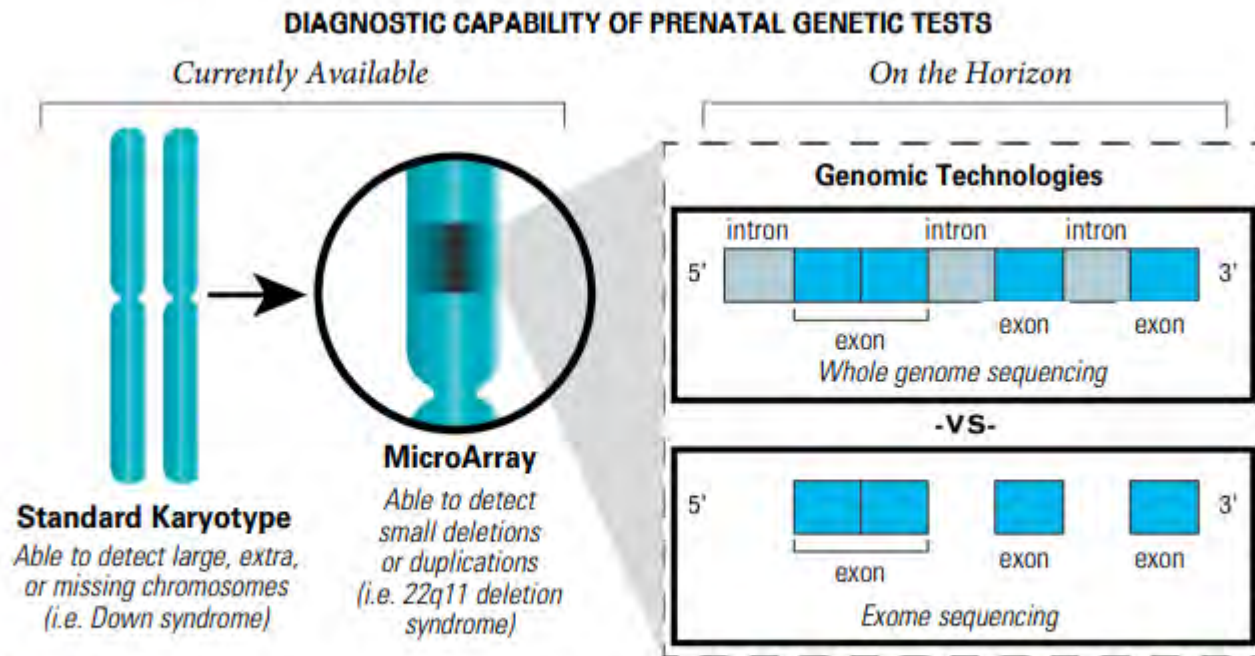 DIAGNOSTIC CAPABILITY OF PRENATAL GENETIC TESTS
Currently Available
On the Horizon
Standard Karyotype
Able to detect large, extra,
or missing chromosomes
(i.e. Down syndrome)
MicroArray
Able to detect
small deletions
or duplications
(i.e. 22q11 deletion
syndrome)
Genomic Technologies
intron intron intron
5' 3'
exon exon
exon
Whole genome sequencing
-VS-
5' 3'
exon exon
exon
Exome sequencing